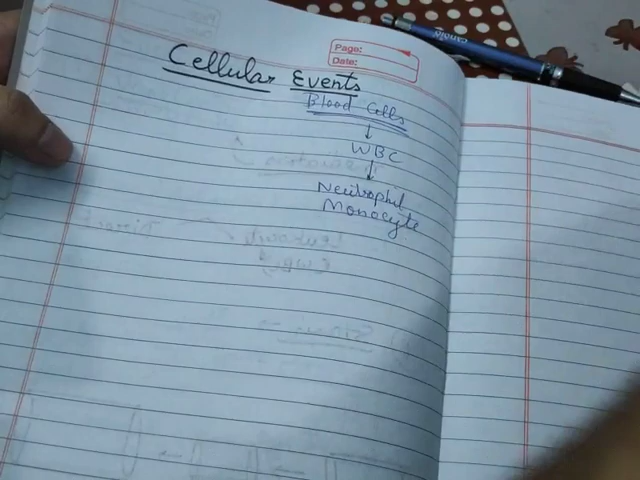 Page:
Date:
Cellular Events
Blood Cells
↓
WBC
↓
Neutrophil
Monocyte